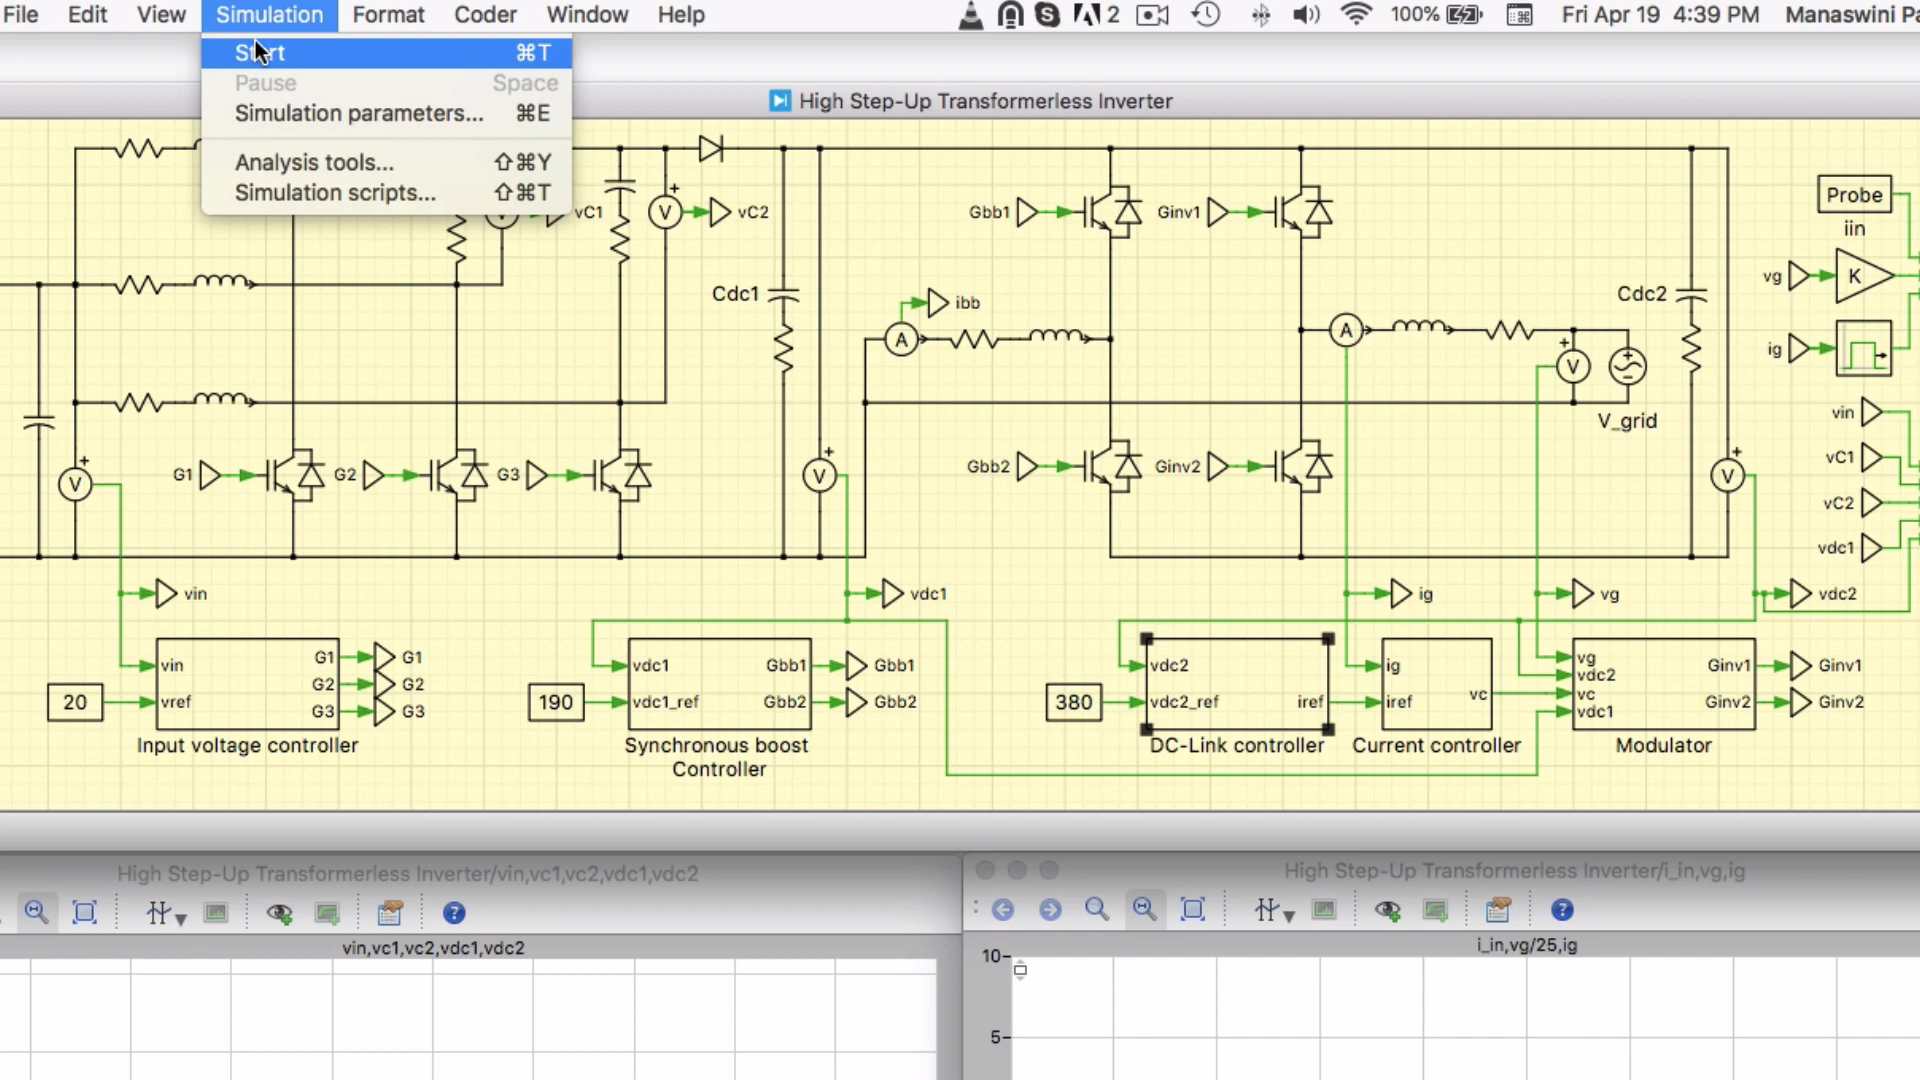 File Edit View Simulation Format Coder Window Help 2 100% Fri Apr 19 4:39 PM Manaswini Pa
Start ⌘T
Pause Space
Simulation parameters... ⌘E
Analysis tools... ⇧⌘Y
Simulation scripts... ⇧⌘T
High Step-Up Transformerless Inverter
Probe
iin
vC1 V + vC2 Gbb1 Ginv1
vg K
Cdc1 Cdc2
ibb
A A
ig
V + V_grid
vin
vC1
vC2
vdc1
V + G1 G2 G3 V + Gbb2 Ginv2 V +
vin vdc1 ig vg vdc2
vin G1 G1
vref G2 G2
G3 G3
20
Input voltage controller
vdc1 Gbb1 Gbb1
190 vdc1_ref Gbb2 Gbb2
Synchronous boost
Controller
vdc2
380 vdc2_ref iref
DC-Link controller
ig
iref vc
Current controller
vg Ginv1 Ginv1
vdc2
vc Ginv2 Ginv2
vdc1
Modulator
High Step-Up Transformerless Inverter/vin,vc1,vc2,vdc1,vdc2
?
vin,vc1,vc2,vdc1,vdc2
High Step-Up Transformerless Inverter/i_in,vg,ig
?
i_in,vg/25,ig
10
5